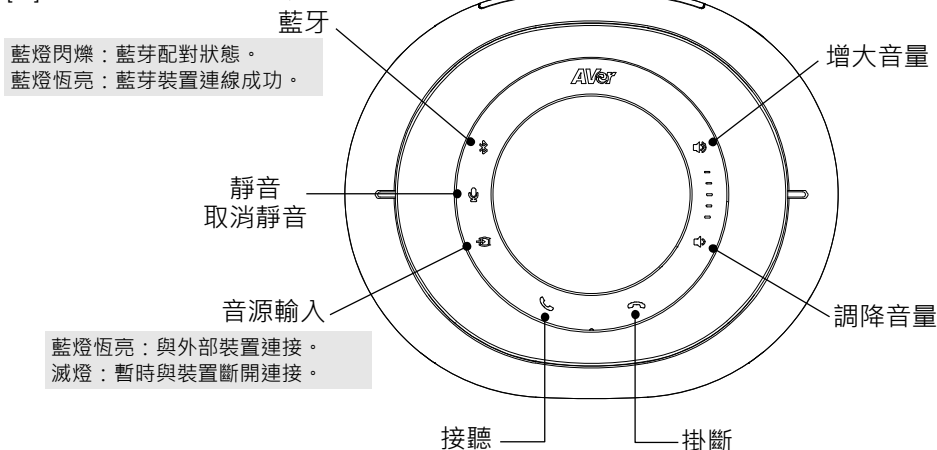 藍牙
藍燈閃爍：藍芽配對狀態。
藍燈恆亮：藍芽裝置連線成功。
AVer
增大音量
靜音
取消靜音
音源輸入
藍燈恆亮：與外部裝置連接。
滅燈：暫時與裝置斷開連接。
調降音量
接聽
掛斷